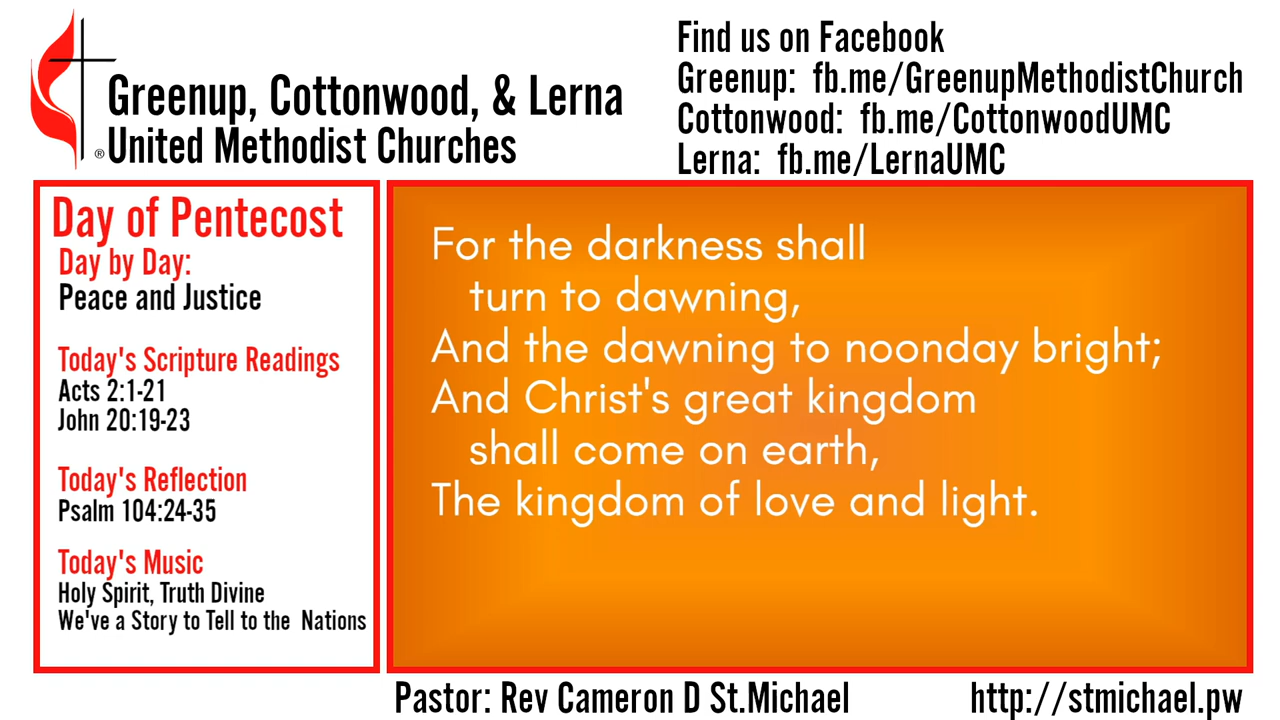 Greenup, Cottonwood, & Lerna
® United Methodist Churches
Find us on Facebook
Greenup: fb.me/GreenupMethodistChurch
Cottonwood: fb.me/CottonwoodUMC
Lerna: fb.me/LernaUMC
Day of Pentecost
Day by Day:
Peace and Justice
Today's Scripture Readings
Acts 2:1-21
John 20:19-23
Today's Reflection
Psalm 104:24-35
Today's Music
Holy Spirit, Truth Divine
We've a Story to Tell to the Nations
For the darkness shall
turn to dawning,
And the dawning to noonday bright;
And Christ's great kingdom
shall come on earth,
The kingdom of love and light.
Pastor: Rev Cameron D St.Michael
http://stmichael.pw